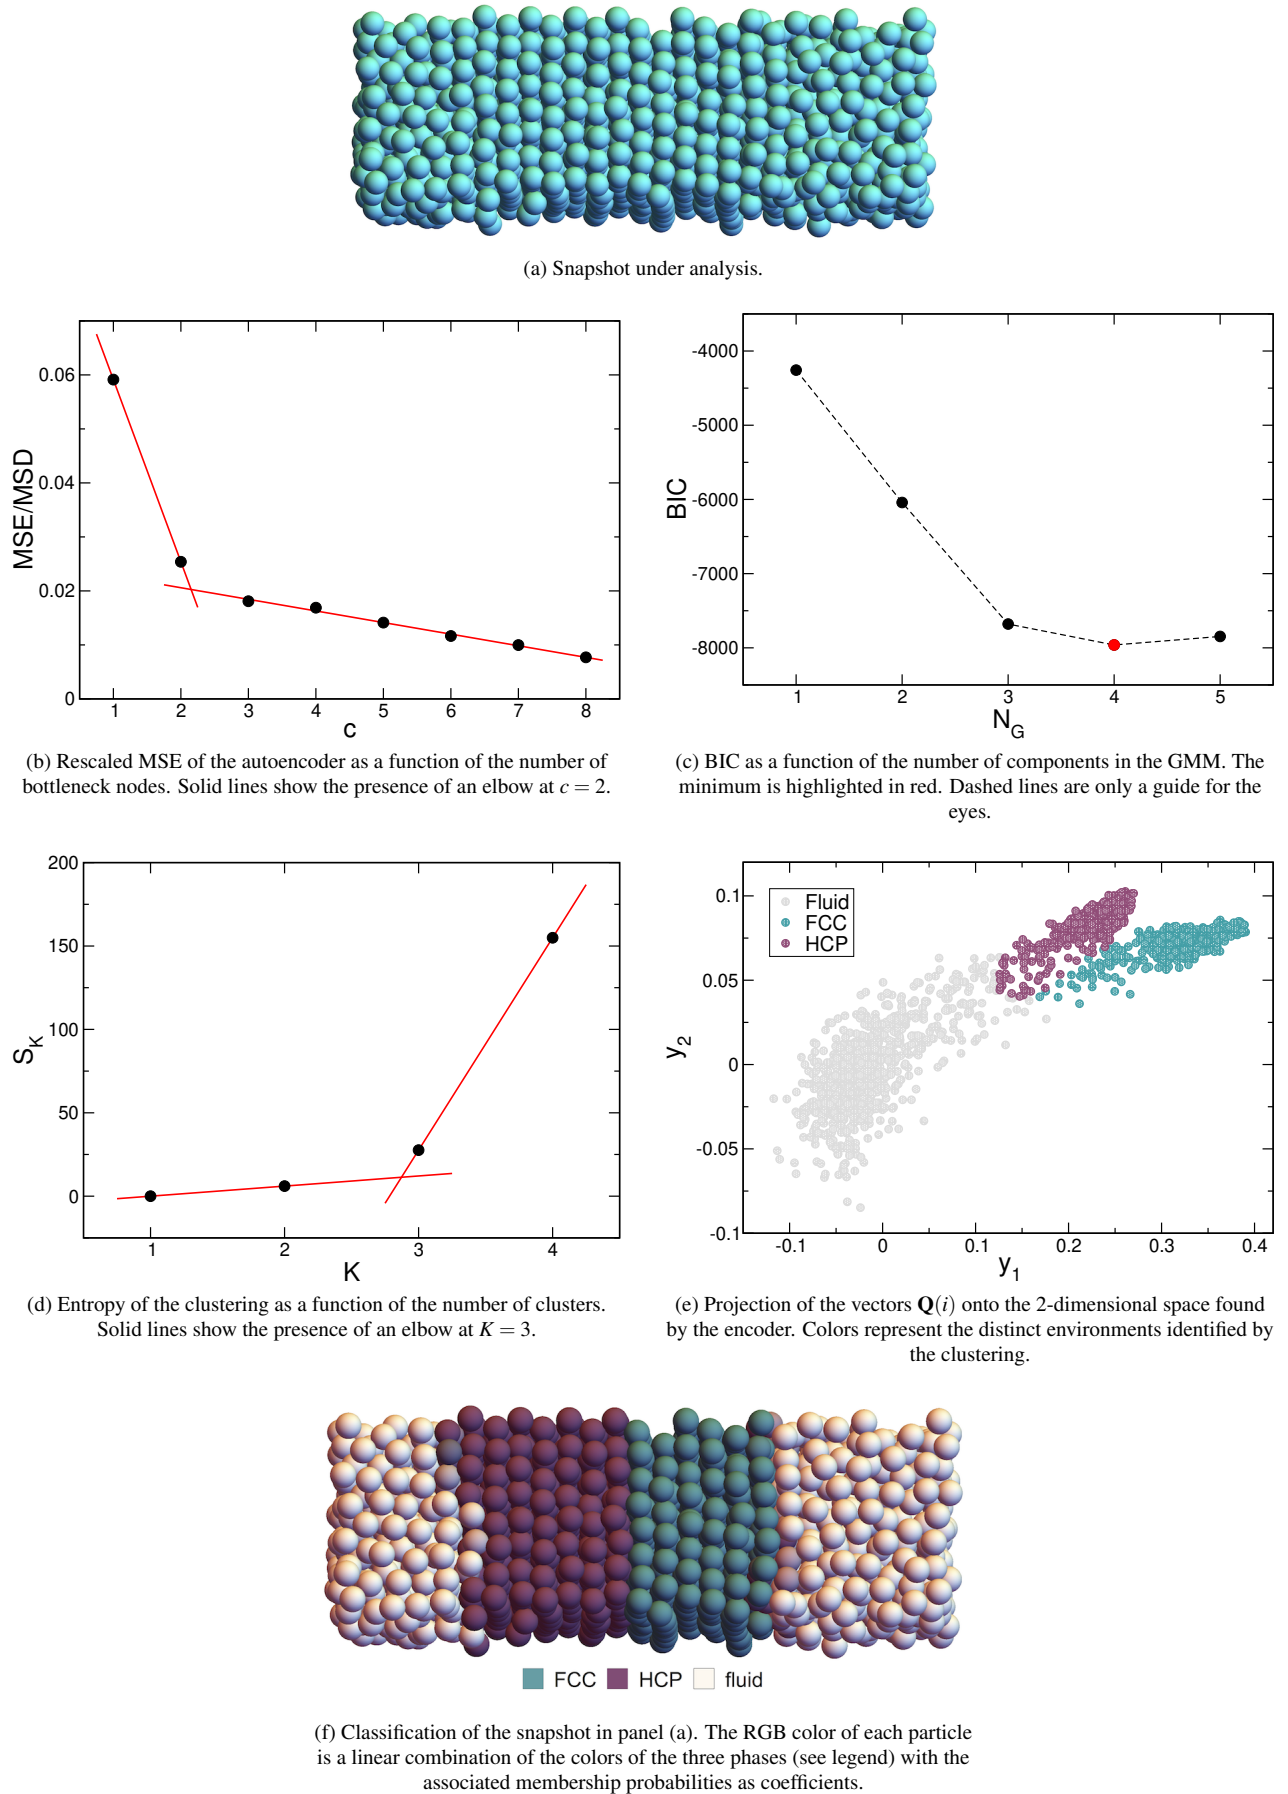 (a) Snapshot under analysis.
0.06
0.04
0.02
0
MSE/MSD
1 2 3 4 5 6 7 8
c
(b) Rescaled MSE of the autoencoder as a function of the number of
bottleneck nodes. Solid lines show the presence of an elbow at c = 2.
-4000
-5000
-6000
-7000
-8000
BIC
1 2 3 4 5
N_G
(c) BIC as a function of the number of components in the GMM. The
minimum is highlighted in red. Dashed lines are only a guide for the
eyes.
200
150
100
50
0
S_K
1 2 3 4
K
(d) Entropy of the clustering as a function of the number of clusters.
Solid lines show the presence of an elbow at K = 3.
0.1
0.05
0
-0.05
-0.1
y_2
Fluid
FCC
HCP
-0.1 0 0.1 0.2 0.3 0.4
y_1
(e) Projection of the vectors Q(i) onto the 2-dimensional space found
by the encoder. Colors represent the distinct environments identified by
the clustering.
FCC HCP fluid
(f) Classification of the snapshot in panel (a). The RGB color of each particle
is a linear combination of the colors of the three phases (see legend) with the
associated membership probabilities as coefficients.